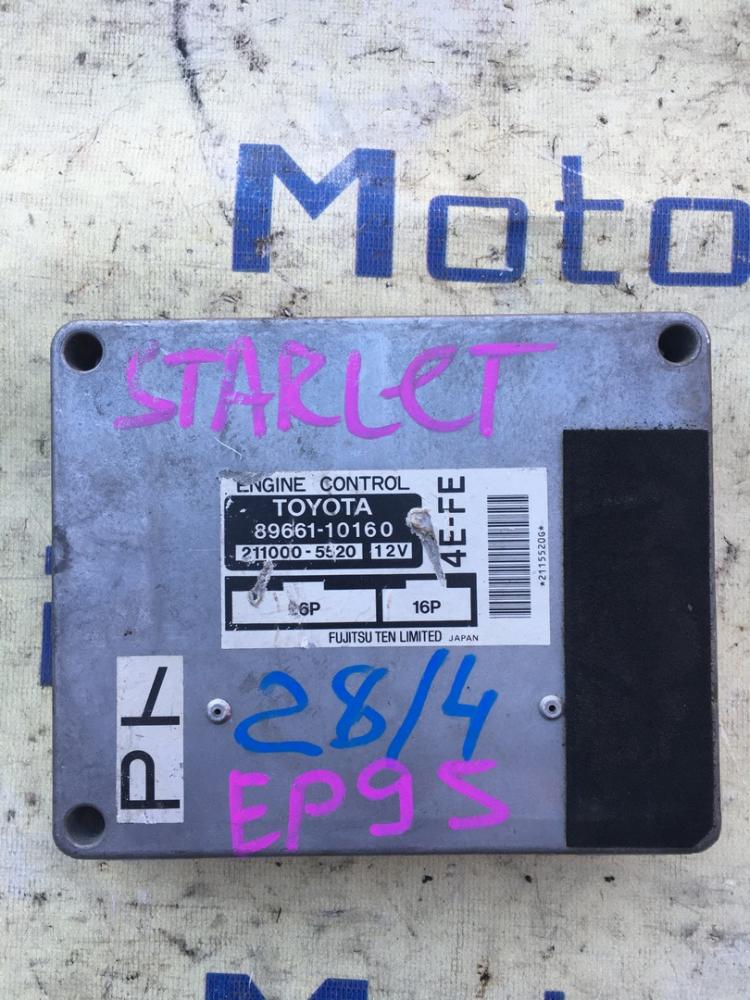 Moto
STARLET
ENGINE CONTROL
TOYOTA
89661-10160
211000-5520 12V
4E-FE
26P 16P
FUJITSU TEN LIMITED JAPAN
*2115520G*
28/4
EP95